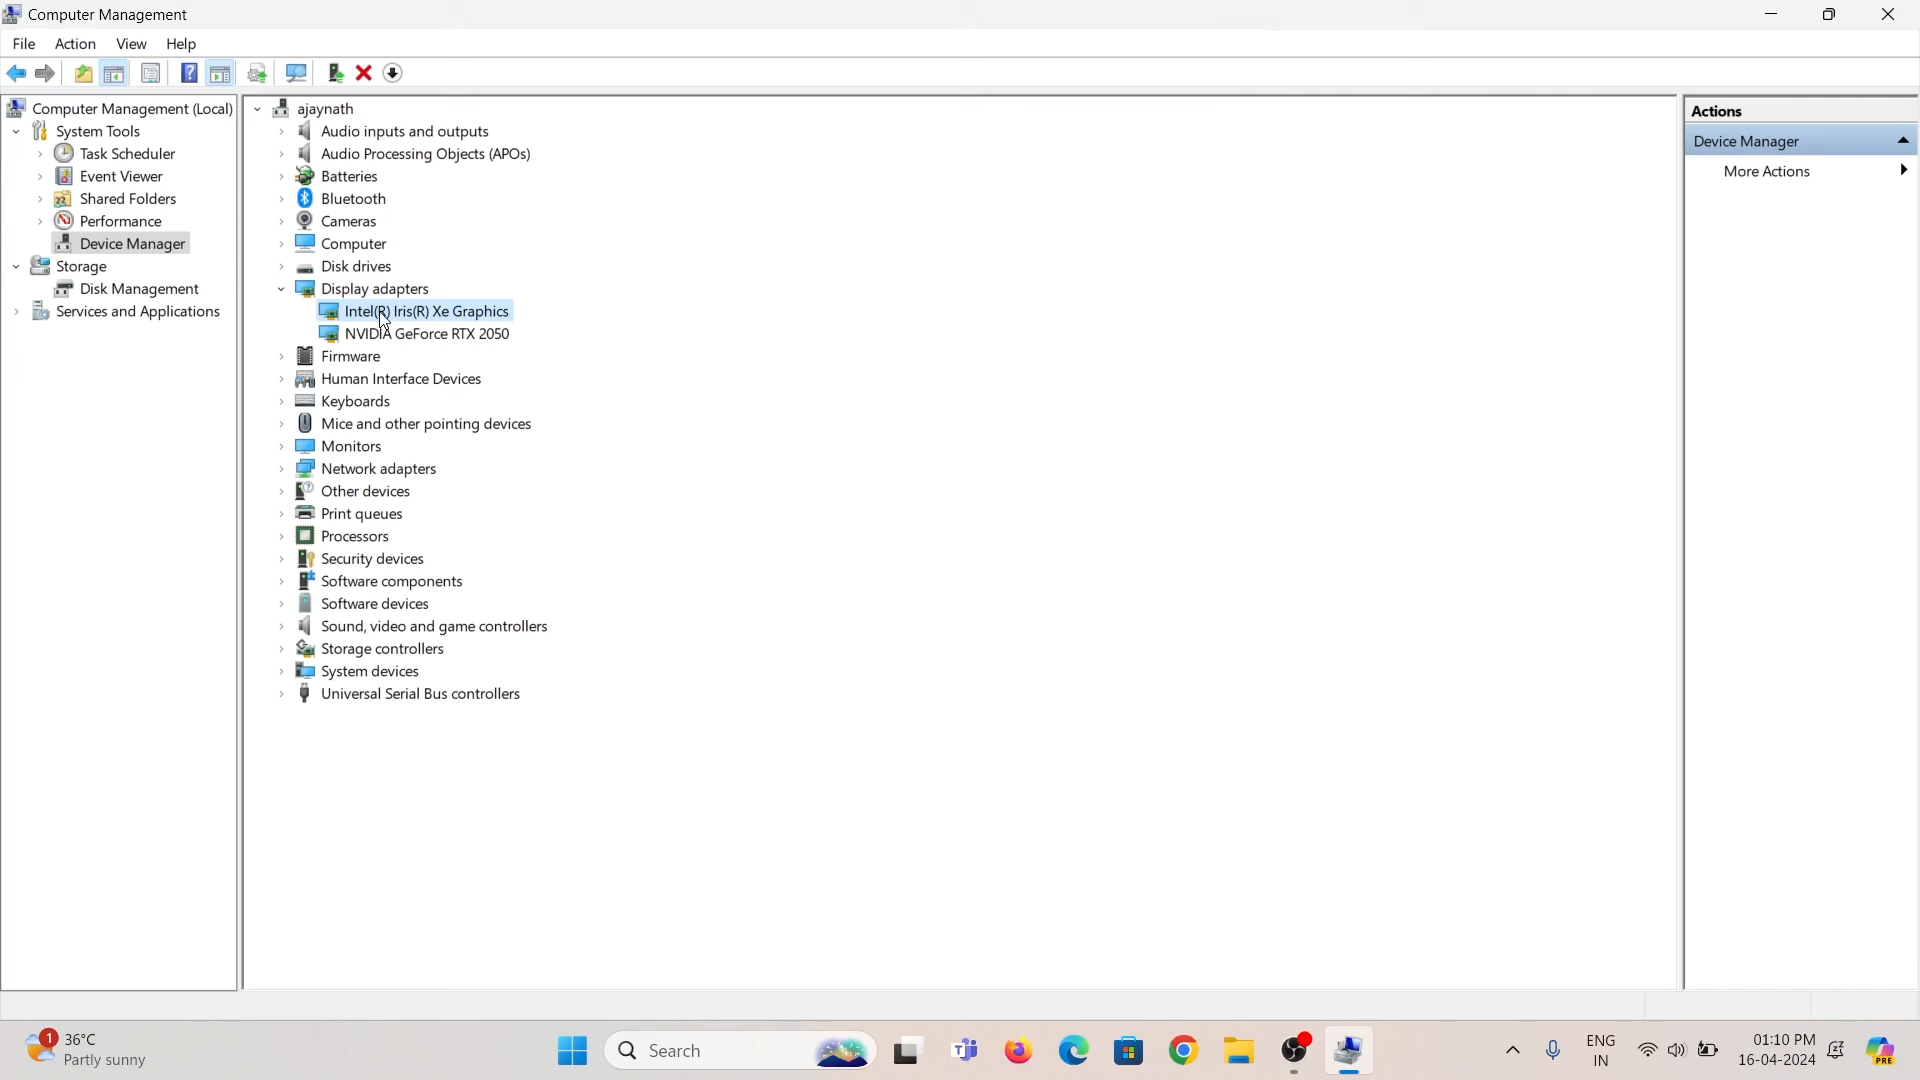 Computer Management
File Action View Help
Computer Management (Local)
System Tools
Task Scheduler
Event Viewer
Shared Folders
Performance
Device Manager
Storage
Disk Management
Services and Applications
ajaynath
Audio inputs and outputs
Audio Processing Objects (APOs)
Batteries
Bluetooth
Cameras
Computer
Disk drives
Display adapters
Intel(R) Iris(R) Xe Graphics
NVIDIA GeForce RTX 2050
Firmware
Human Interface Devices
Keyboards
Mice and other pointing devices
Monitors
Network adapters
Other devices
Print queues
Processors
Security devices
Software components
Software devices
Sound, video and game controllers
Storage controllers
System devices
Universal Serial Bus controllers
Actions
Device Manager
More Actions
1
36°C
Partly sunny
Search
ENG
IN
01:10 PM
16-04-2024
PRE